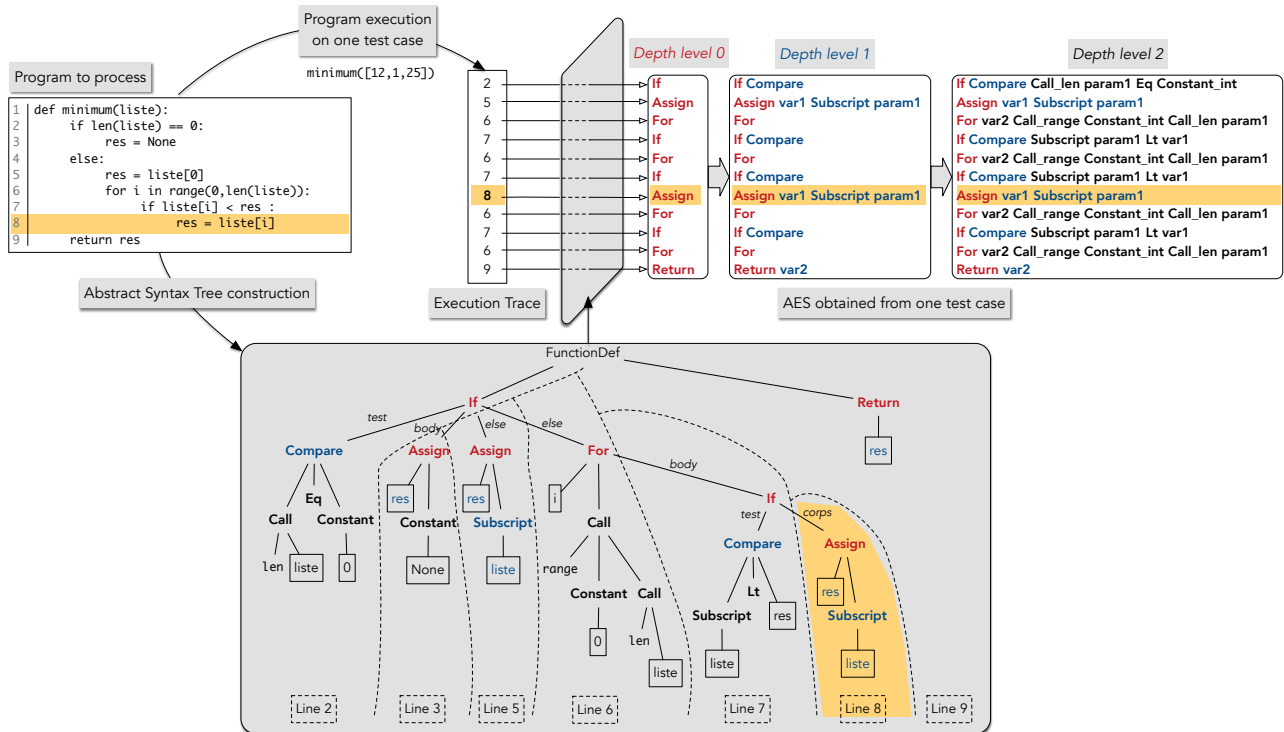 Program execution
on one test case
minimum([12,1,25])
Program to process
1 def minimum(liste):
2 if len(liste) == 0:
3 res = None
4 else:
5 res = liste[0]
6 for i in range(0,len(liste)):
7 if liste[i] < res :
8 res = liste[i]
9 return res
Abstract Syntax Tree construction
2
5
6
7
6
7
8
6
7
6
9
Execution Trace
Depth level 0
If
Assign
For
If
For
If
Assign
For
If
For
Return
Depth level 1
If Compare
Assign var1 Subscript param1
For
If Compare
For
If Compare
Assign var1 Subscript param1
For
If Compare
For
Return var2
Depth level 2
If Compare Call_len param1 Eq Constant_int
Assign var1 Subscript param1
For var2 Call_range Constant_int Call_len param1
If Compare Subscript param1 Lt var1
For var2 Call_range Constant_int Call_len param1
If Compare Subscript param1 Lt var1
Assign var1 Subscript param1
For var2 Call_range Constant_int Call_len param1
If Compare Subscript param1 Lt var1
For var2 Call_range Constant_int Call_len param1
Return var2
AES obtained from one test case
FunctionDef
If
Return
test
body
else
else
res
Compare
Assign
Assign
For
body
Eq
res
res
i
If
Call
Constant
Constant
Subscript
Call
test
corps
len
liste
0
None
liste
range
Compare
Assign
Constant
Call
Lt
res
Subscript
res
Subscript
0
len
liste
liste
liste
Line 2
Line 3
Line 5
Line 6
Line 7
Line 8
Line 9